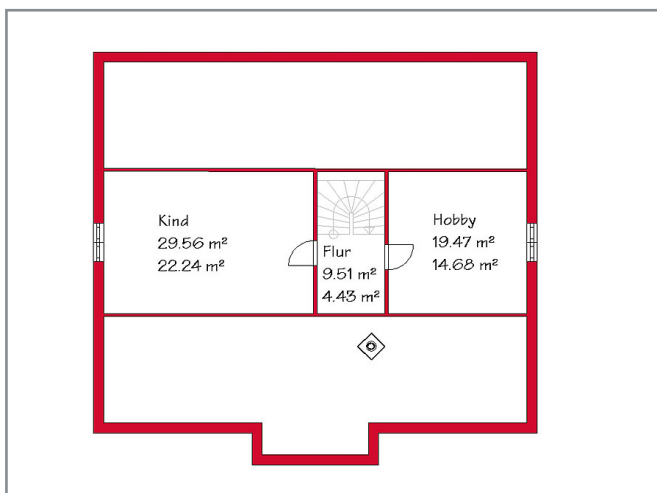 Kind
29.56 m²
22.24 m²
Flur
9.51 m²
4.43 m²
Hobby
19.47 m²
14.68 m²